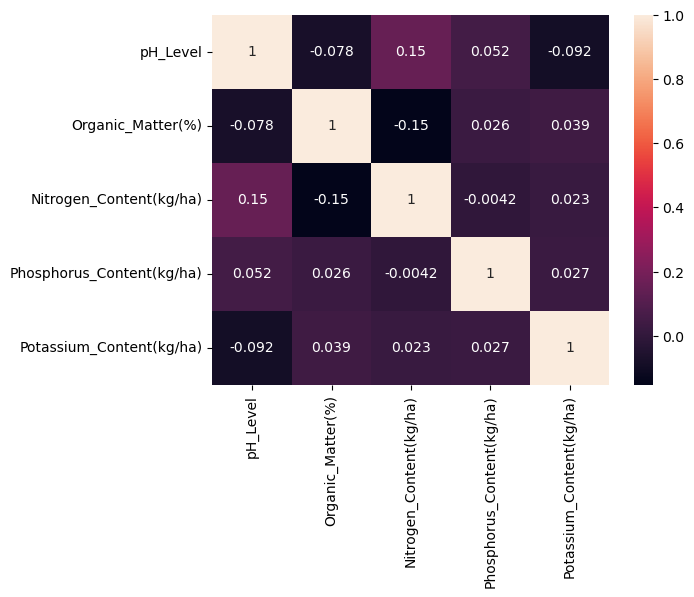 pH_Level 1 -0.078 0.15 0.052 -0.092
Organic_Matter(%) -0.078 1 -0.15 0.026 0.039
Nitrogen_Content(kg/ha) 0.15 -0.15 1 -0.0042 0.023
Phosphorus_Content(kg/ha) 0.052 0.026 -0.0042 1 0.027
Potassium_Content(kg/ha) -0.092 0.039 0.023 0.027 1
pH_Level
Organic_Matter(%)
Nitrogen_Content(kg/ha)
Phosphorus_Content(kg/ha)
Potassium_Content(kg/ha)
1.0
0.8
0.6
0.4
0.2
0.0